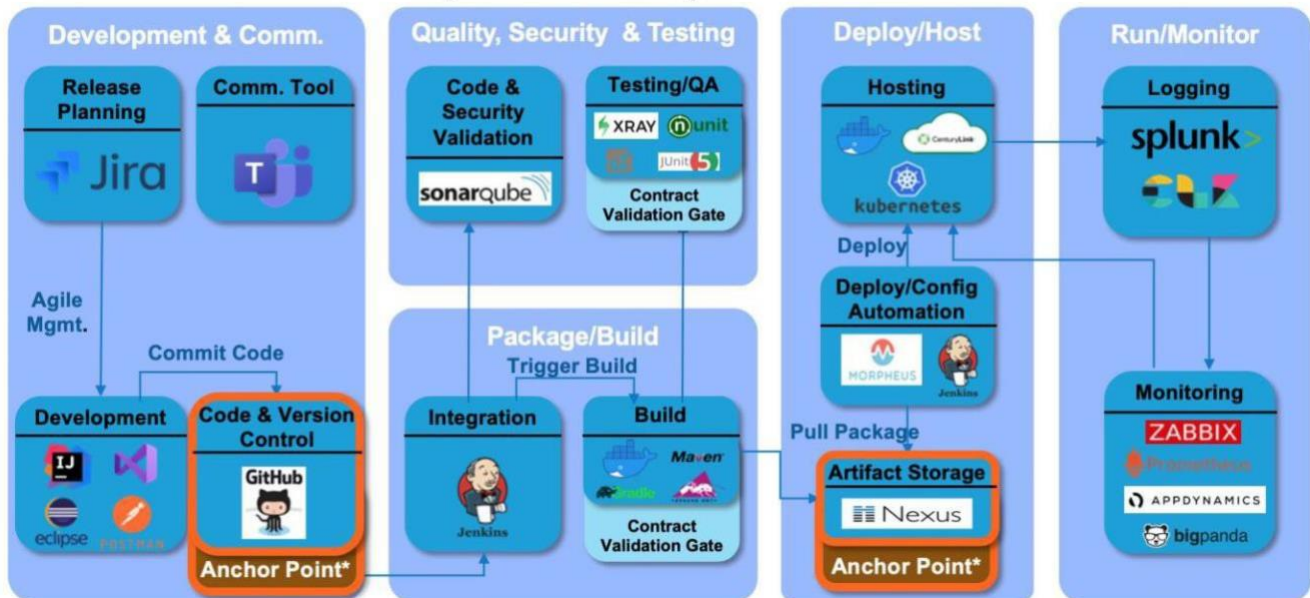 Development & Comm.
Release
Planning
Jira
Comm. Tool
T
Agile
Mgmt.
Commit Code
Development
IJ
eclipse
POSTMAN
Code & Version
Control
GitHub
Anchor Point*
Quality, Security & Testing
Code &
Security
Validation
sonarqube
Testing/QA
XRAY
nunit
JUnit 5
Contract
Validation Gate
Package/Build
Trigger Build
Integration
Jenkins
Build
Maven
Gradle
Contract
Validation Gate
Deploy/Host
Hosting
CenturyLink
kubernetes
Deploy
Deploy/Config
Automation
MORPHEUS
Jenkins
Pull Package
Artifact Storage
Nexus
Anchor Point*
Run/Monitor
Logging
splunk>
elk
Monitoring
ZABBIX
Prometheus
APPDYNAMICS
bigpanda